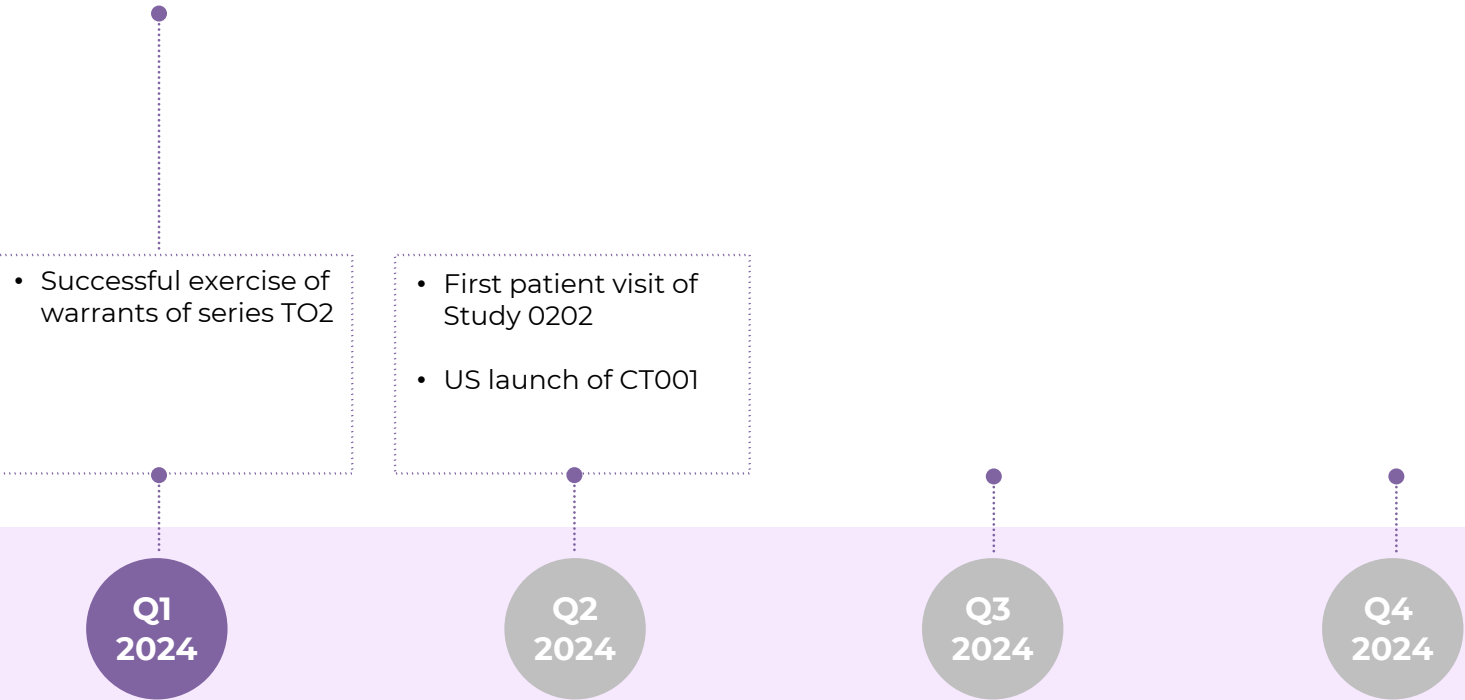 • Successful exercise of
warrants of series TO2
• First patient visit of
Study 0202
• US launch of CT001
Q1
2024
Q2
2024
Q3
2024
Q4
2024